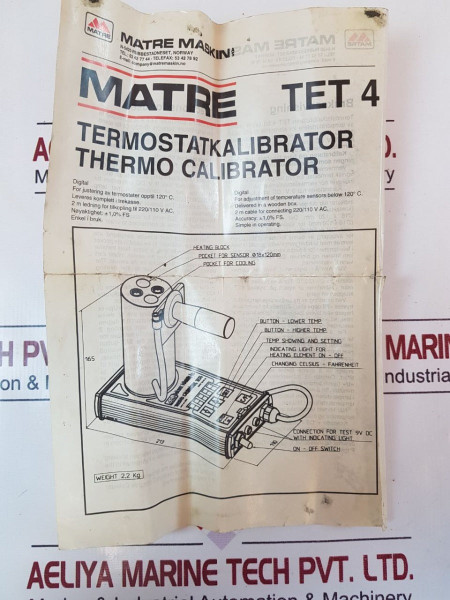 MATRE
MATRE MASKIN
NORWAY
MATRE TET 4
TERMOSTATKALIBRATOR
THERMO CALIBRATOR
Digital
For justering av termostater opptil 120° C.
Leveres komplett i trekasse.
2 m ledning for tilkopling til 220/110 V AC.
Nøyaktighet: ±1,0% FS.
Enkel i bruk.
Digital
For adjustment of temperature sensors below 120° C.
Delivered in a wooden box.
2 m cable for connecting 220/110 V AC.
Accuracy: ±1,0% FS.
Simple in operating.
HEATING BLOCK
POCKET FOR SENSOR Φ18x120mm
POCKET FOR COOLING
BUTTON - LOWER TEMP.
BUTTON - HIGHER TEMP.
TEMP SHOWING AND SETTING
INDICATING LIGHT FOR
HEATING ELEMENT ON - OFF
CHANGING CELSIUS - FAHRENHEIT
165
CONNECTION FOR TEST 9V DC
WITH INDICATING LIGHT
ON - OFF SWITCH
WEIGHT 2,2 Kg
AELIYA MARINE TECH PVT. LTD.